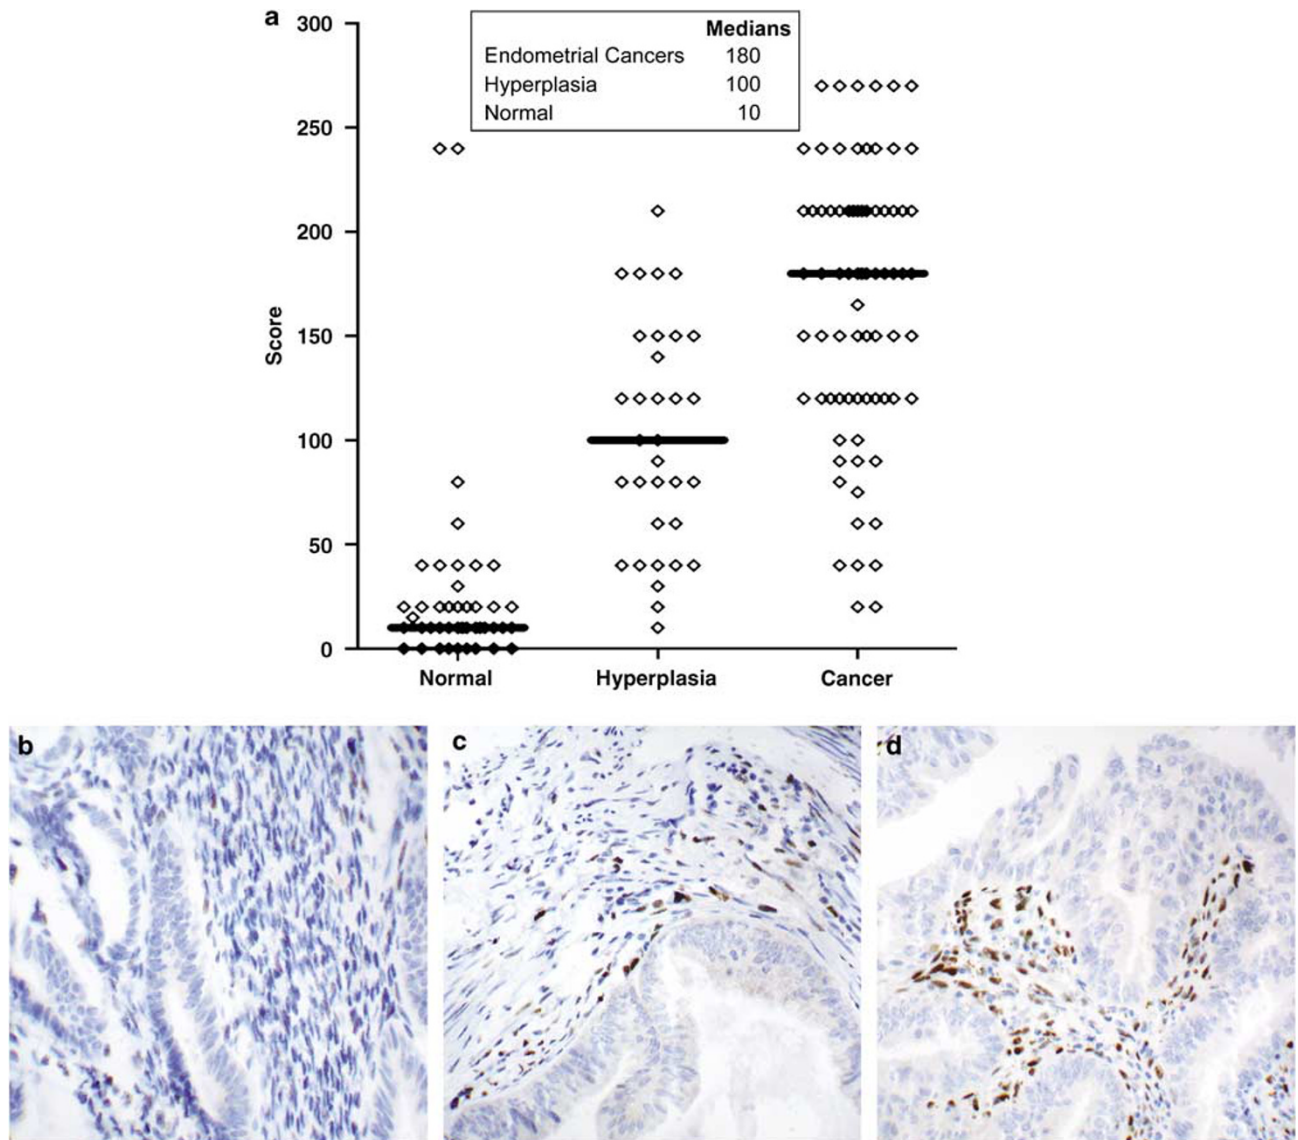 a
300
Medians
Endometrial Cancers 180
Hyperplasia 100
Normal 10
250
200
150
100
50
0
Score
Normal Hyperplasia Cancer
b c d